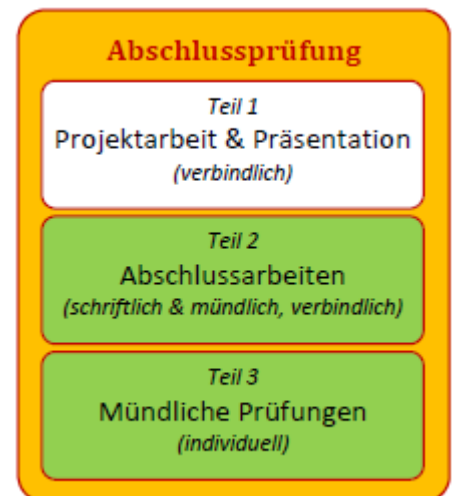 Abschlussprüfung
Teil 1
Projektarbeit & Präsentation
(verbindlich)
Teil 2
Abschlussarbeiten
(schriftlich & mündlich, verbindlich)
Teil 3
Mündliche Prüfungen
(individuell)